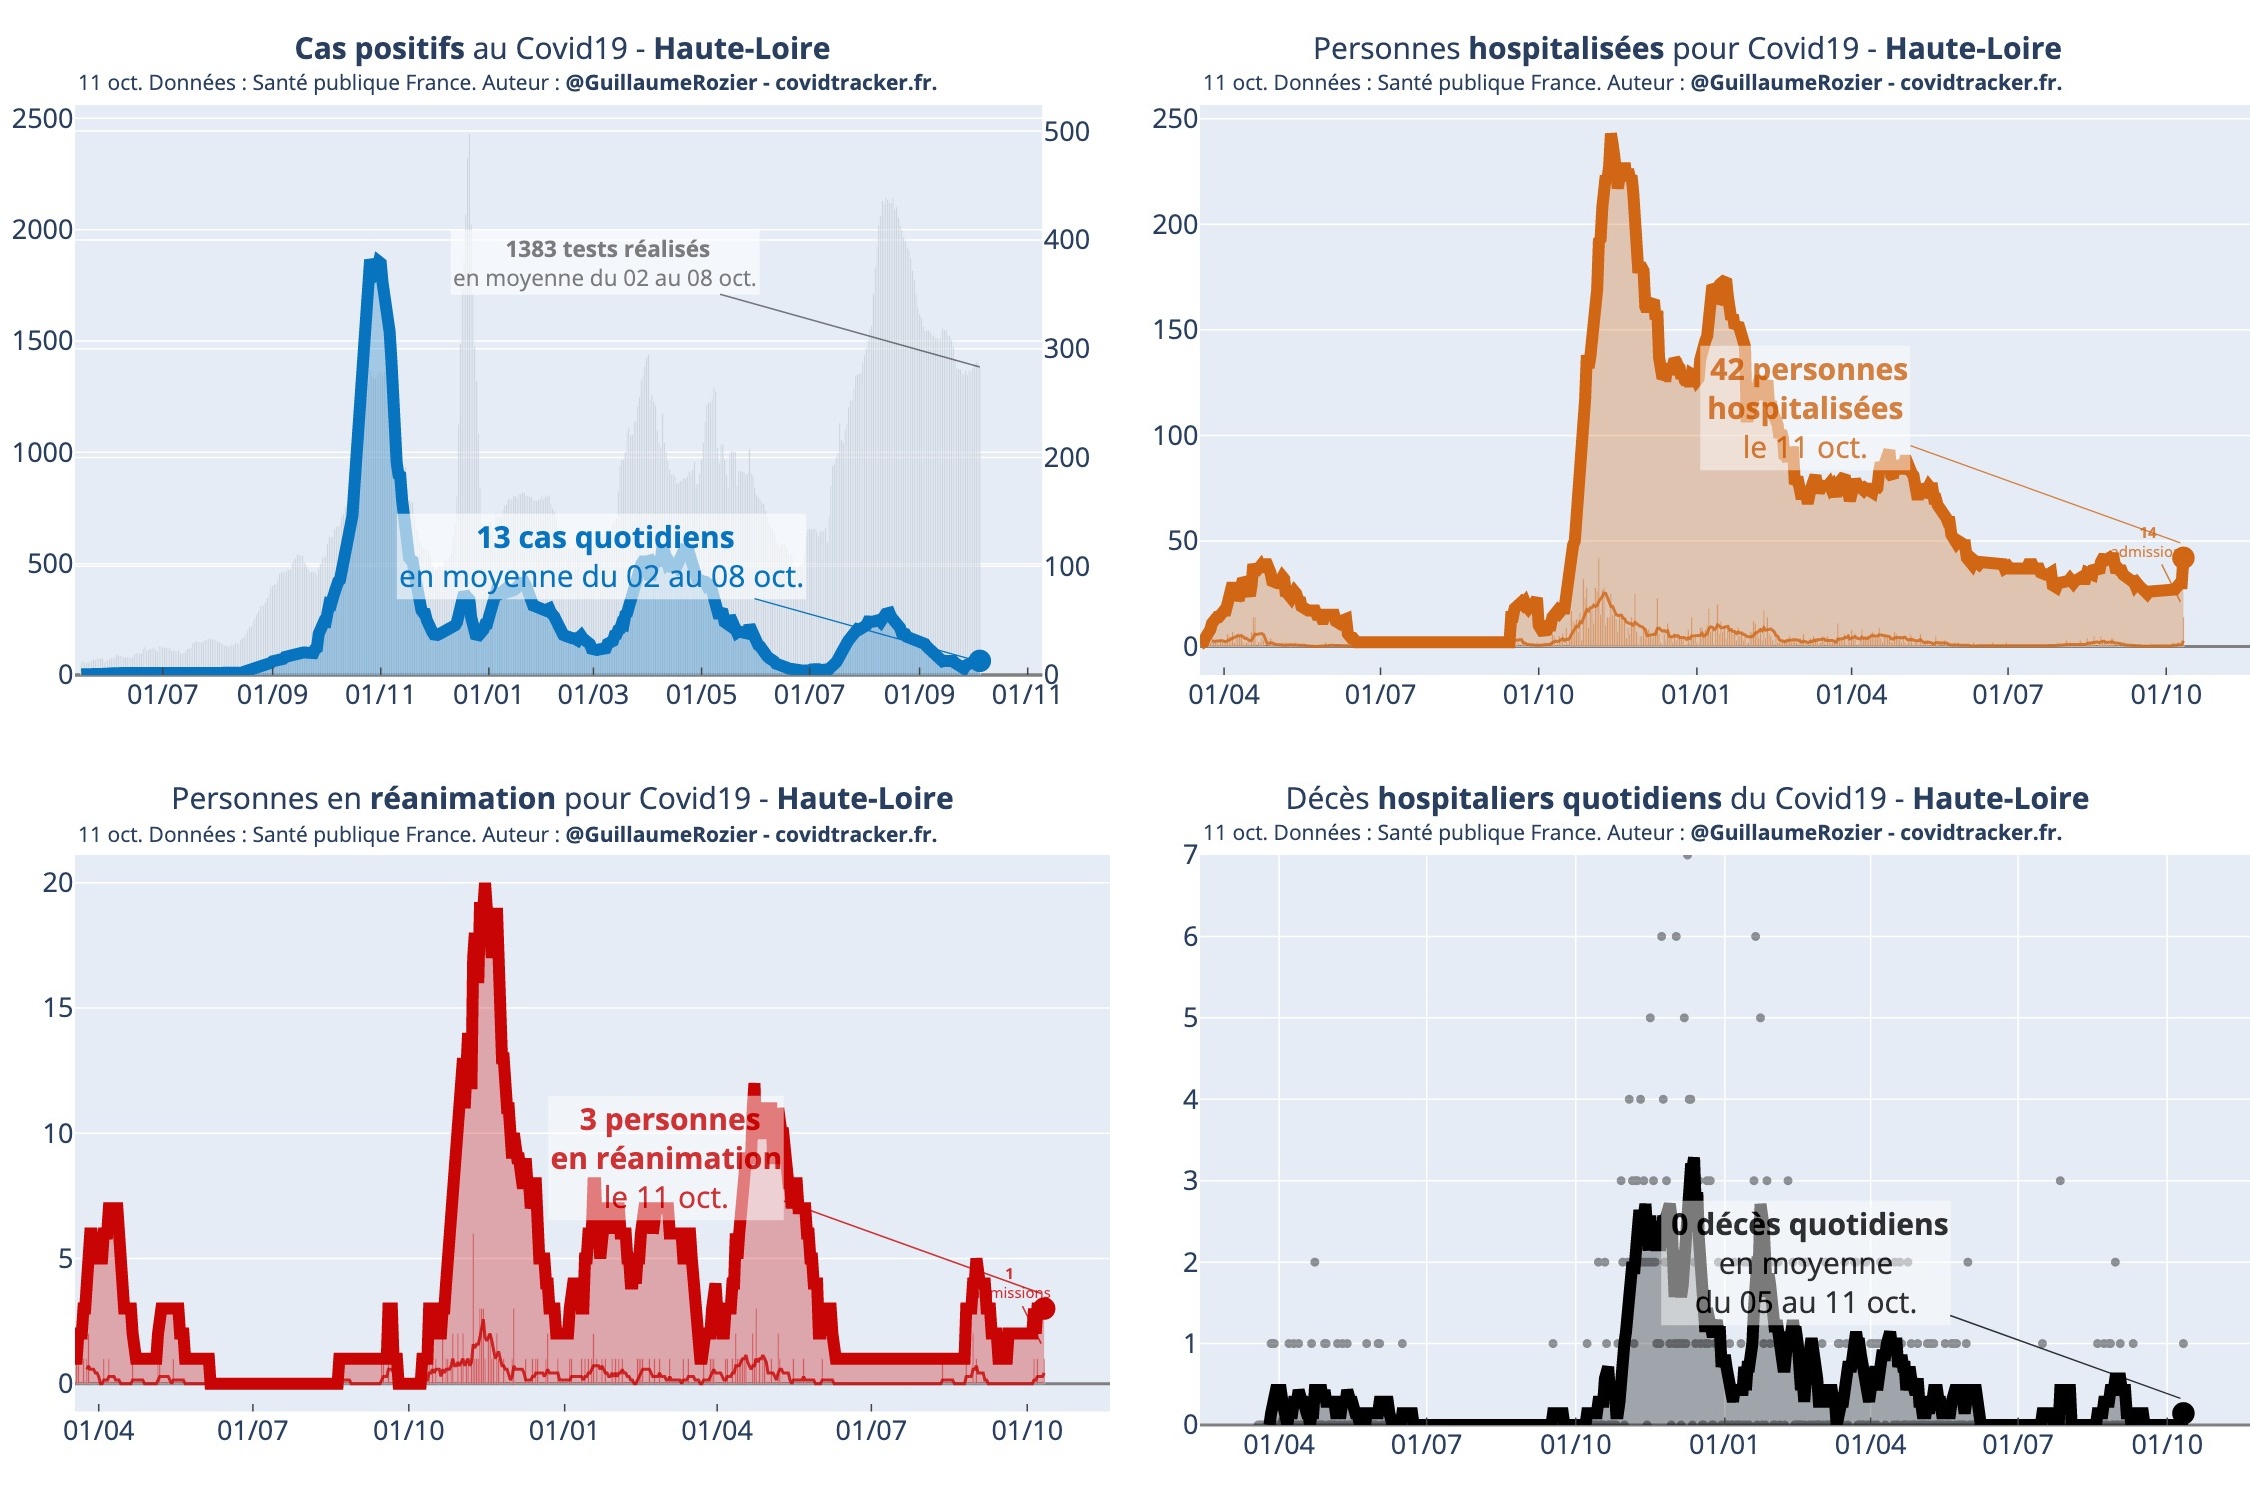 Cas positifs au Covid19 - Haute-Loire
11 oct. Données : Santé publique France. Auteur : @GuillaumeRozier - covidtracker.fr.
2500
2000
1500
1000
500
0
500
400
300
200
100
0
1383 tests réalisés
en moyenne du 02 au 08 oct.
13 cas quotidiens
en moyenne du 02 au 08 oct.
01/07 01/09 01/11 01/01 01/03 01/05 01/07 01/09 01/11
Personnes hospitalisées pour Covid19 - Haute-Loire
11 oct. Données : Santé publique France. Auteur : @GuillaumeRozier - covidtracker.fr.
250
200
150
100
50
0
42 personnes
hospitalisées
le 11 oct.
14
01/04 01/07 01/10 01/01 01/04 01/07 01/10
Personnes en réanimation pour Covid19 - Haute-Loire
11 oct. Données : Santé publique France. Auteur : @GuillaumeRozier - covidtracker.fr.
20
15
10
5
0
3 personnes
en réanimation
le 11 oct.
1
01/04 01/07 01/10 01/01 01/04 01/07 01/10
Décès hospitaliers quotidiens du Covid19 - Haute-Loire
11 oct. Données : Santé publique France. Auteur : @GuillaumeRozier - covidtracker.fr.
7
6
5
4
3
2
1
0
0 décès quotidiens
en moyenne
du 05 au 11 oct.
01/04 01/07 01/10 01/01 01/04 01/07 01/10